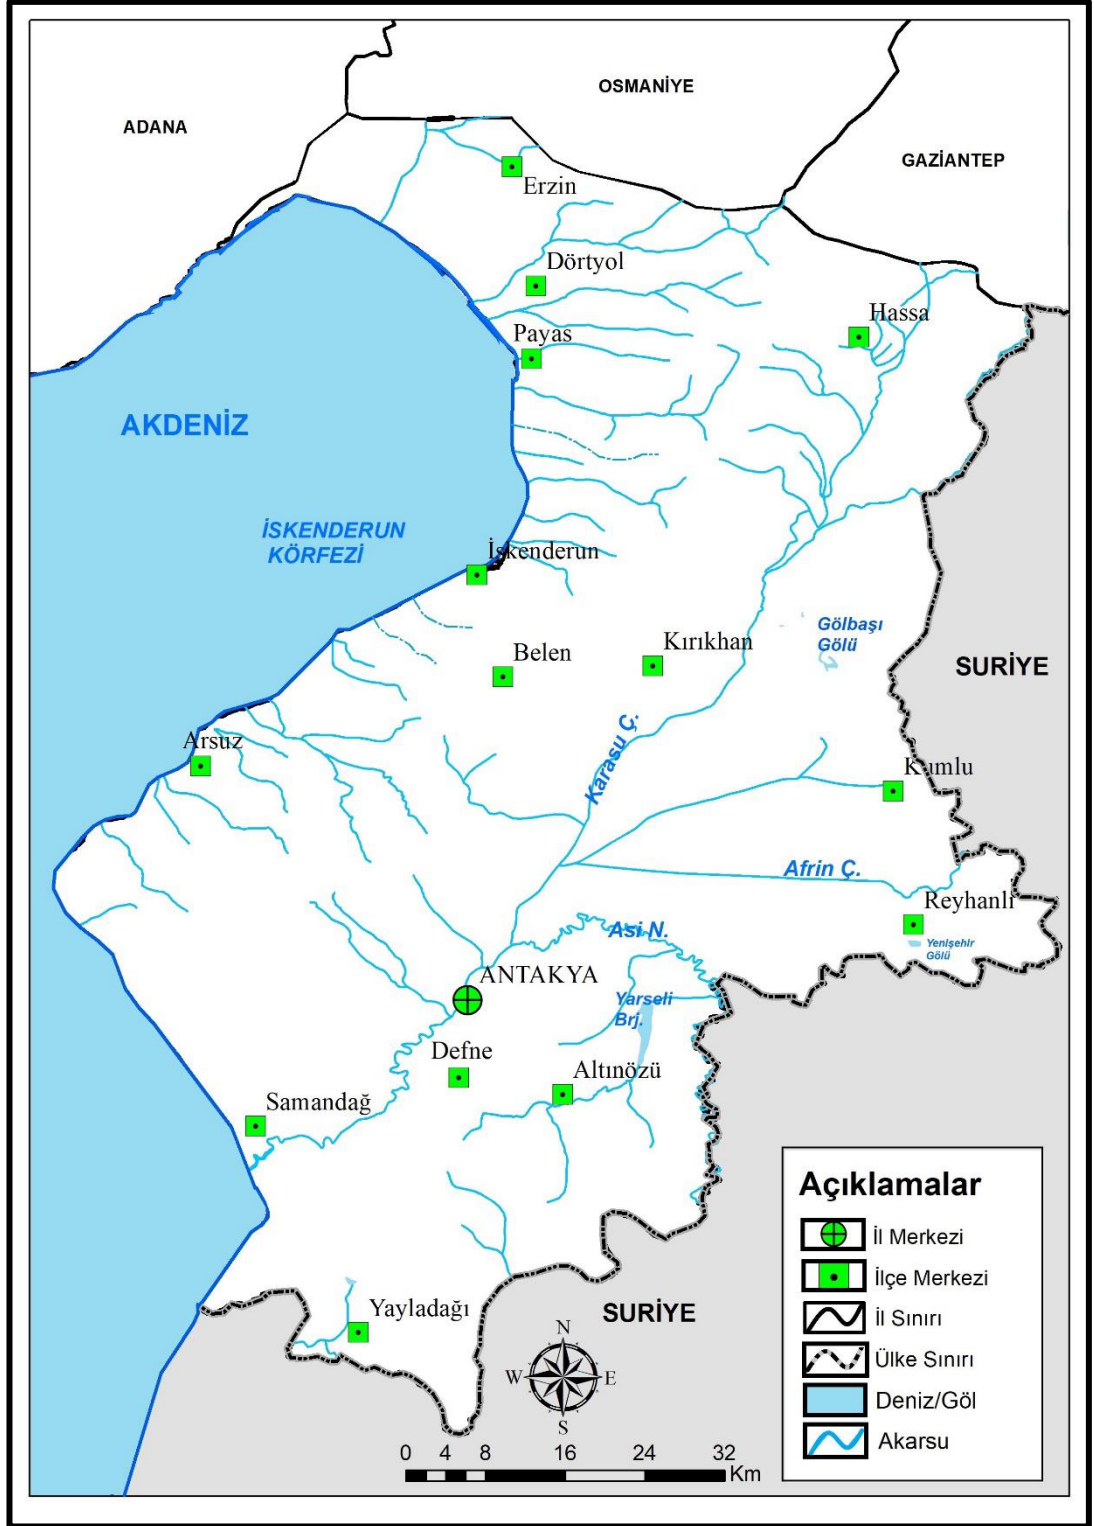 OSMANİYE
ADANA
GAZİANTEP
Erzin
Dörtyol
Hassa
Payas
AKDENİZ
İSKENDERUN
KÖRFEZİ
İskenderun
Gölbaşı
Gölü
Belen
Kırıkhan
SURİYE
Arsuz
Karasu Ç.
Kumlu
Afrin Ç.
Reyhanlı
Asi N.
Yenişehir
Gölü
ANTAKYA
Yarseli
Brj.
Defne
Altınözü
Samandağ
Açıklamalar
İl Merkezi
İlçe Merkezi
İl Sınırı
Ülke Sınırı
Deniz/Göl
Akarsu
Yayladağı
SURİYE
N
W
E
S
0 4 8 16 24 32
Km